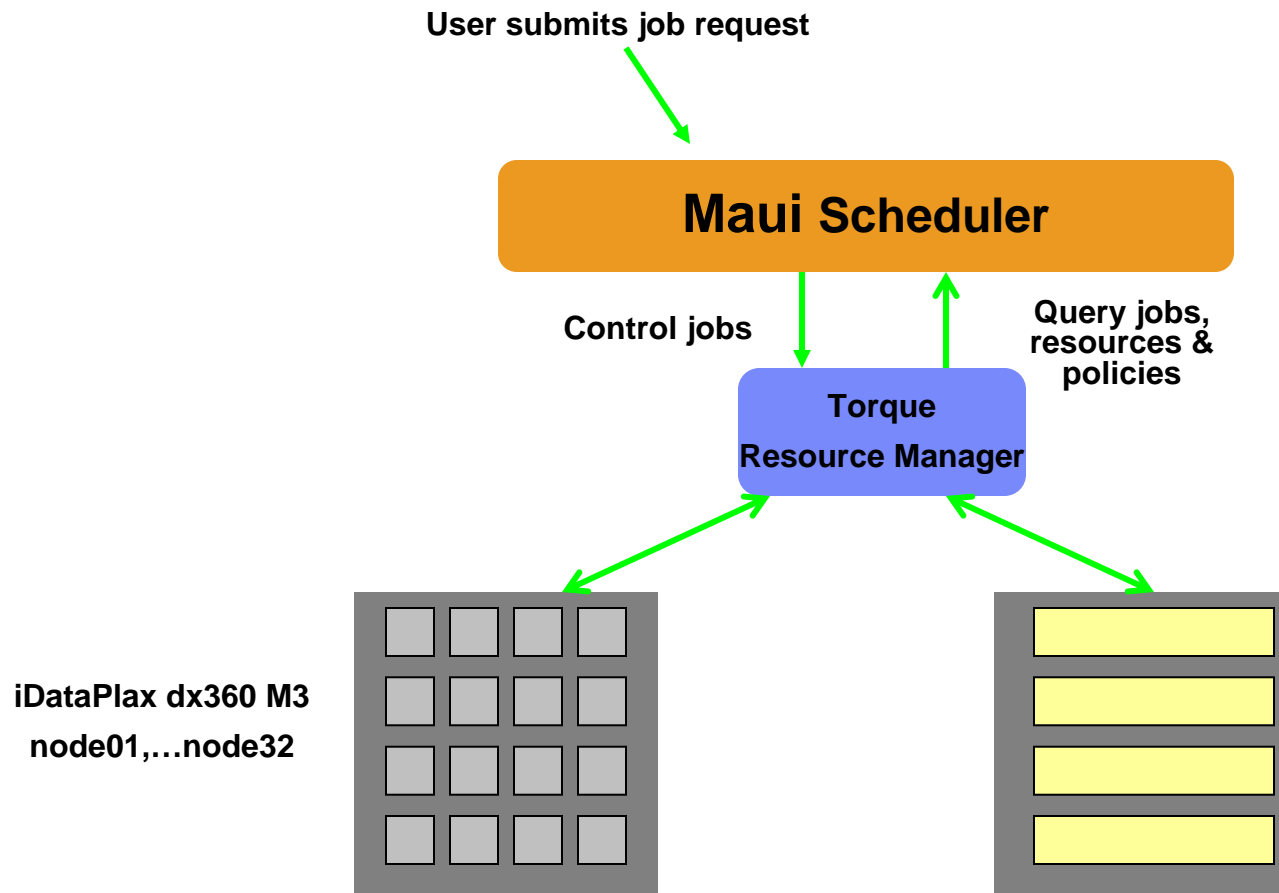 User submits job request
Maui Scheduler
Control jobs
Query jobs,
resources &
policies
Torque
Resource Manager
iDataPlax dx360 M3
node01,…node32